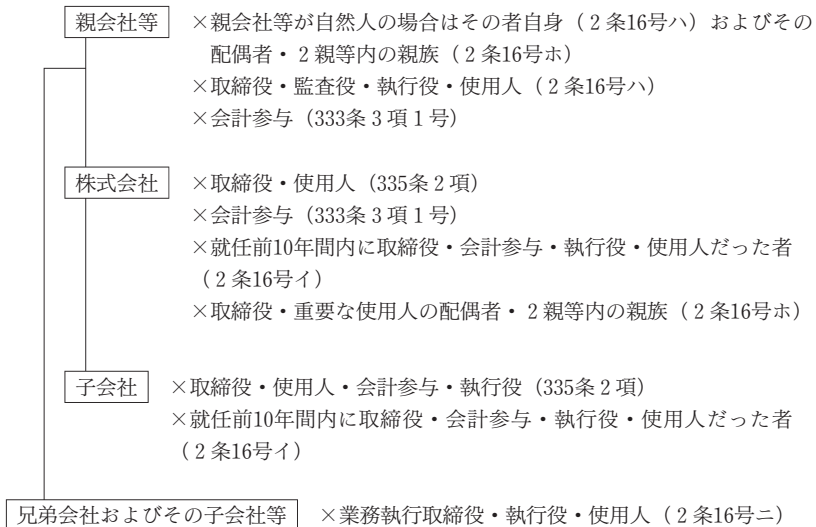 親会社等　×親会社等が自然人の場合はその者自身（２条16号ハ）およびその
配偶者・２親等内の親族（２条16号ホ）
×取締役・監査役・執行役・使用人（２条16号ハ）
×会計参与（333条３項１号）
株式会社　×取締役・使用人（335条２項）
×会計参与（333条３項１号）
×就任前10年間内に取締役・会計参与・執行役・使用人だった者
（２条16号イ）
×取締役・重要な使用人の配偶者・２親等内の親族（２条16号ホ）
子会社　×取締役・使用人・会計参与・執行役（335条２項）
×就任前10年間内に取締役・会計参与・執行役・使用人だった者
（２条16号イ）
兄弟会社およびその子会社等　×業務執行取締役・執行役・使用人（２条16号ニ）